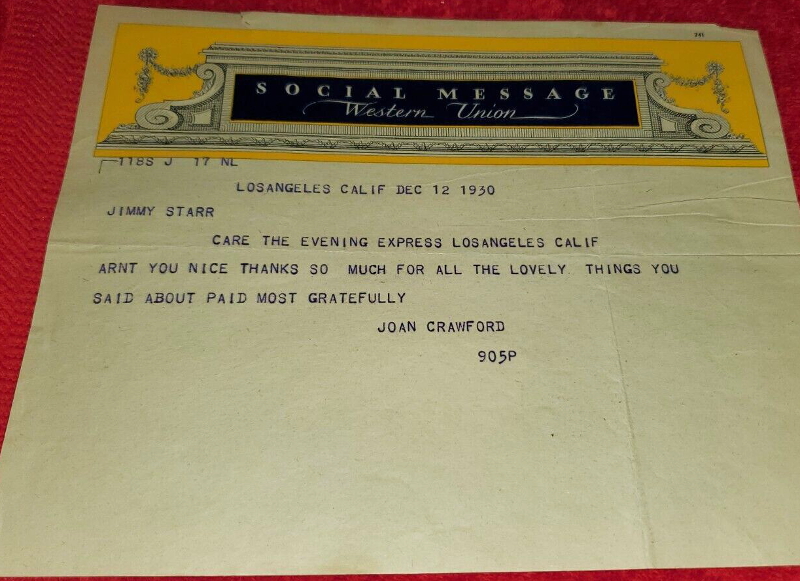 241
SOCIAL MESSAGE
Western Union
118S J 17 NL
LOSANGELES CALIF DEC 12 1930
JIMMY STARR
CARE THE EVENING EXPRESS LOSANGELES CALIF
ARNT YOU NICE THANKS SO MUCH FOR ALL THE LOVELY THINGS YOU
SAID ABOUT PAID MOST GRATEFULLY
JOAN CRAWFORD
905P